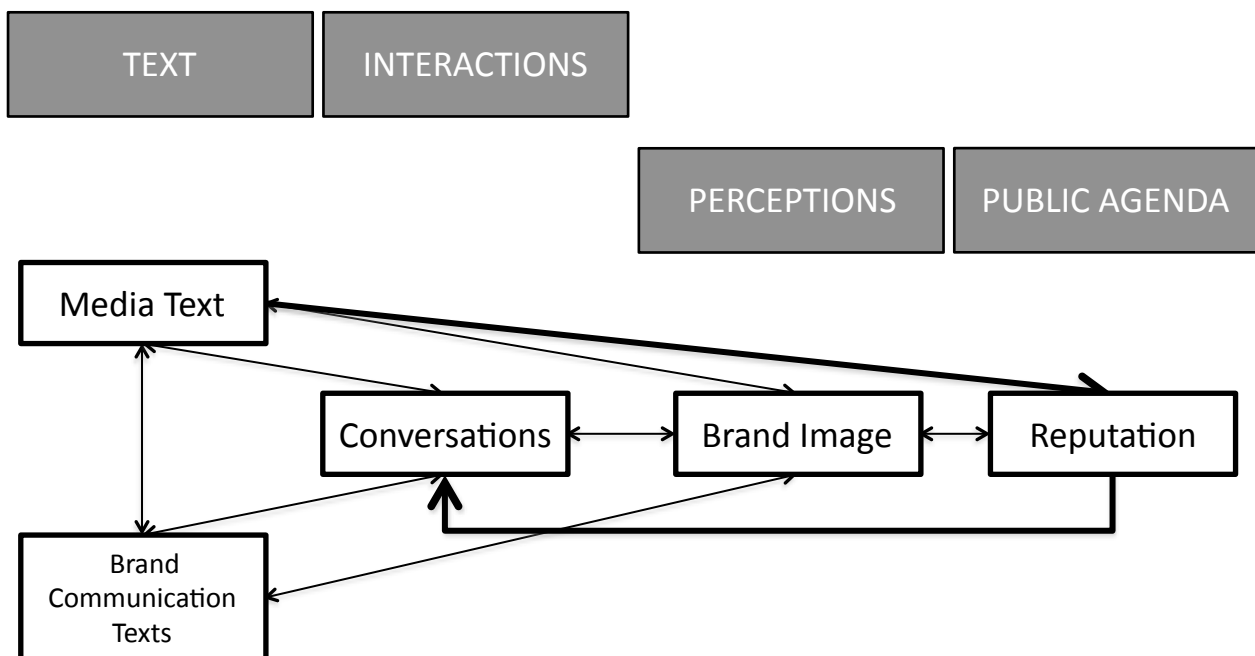 TEXT
INTERACTIONS
PERCEPTIONS
PUBLIC AGENDA
Media Text
Conversations
Brand Image
Reputation
Brand
Communication
Texts